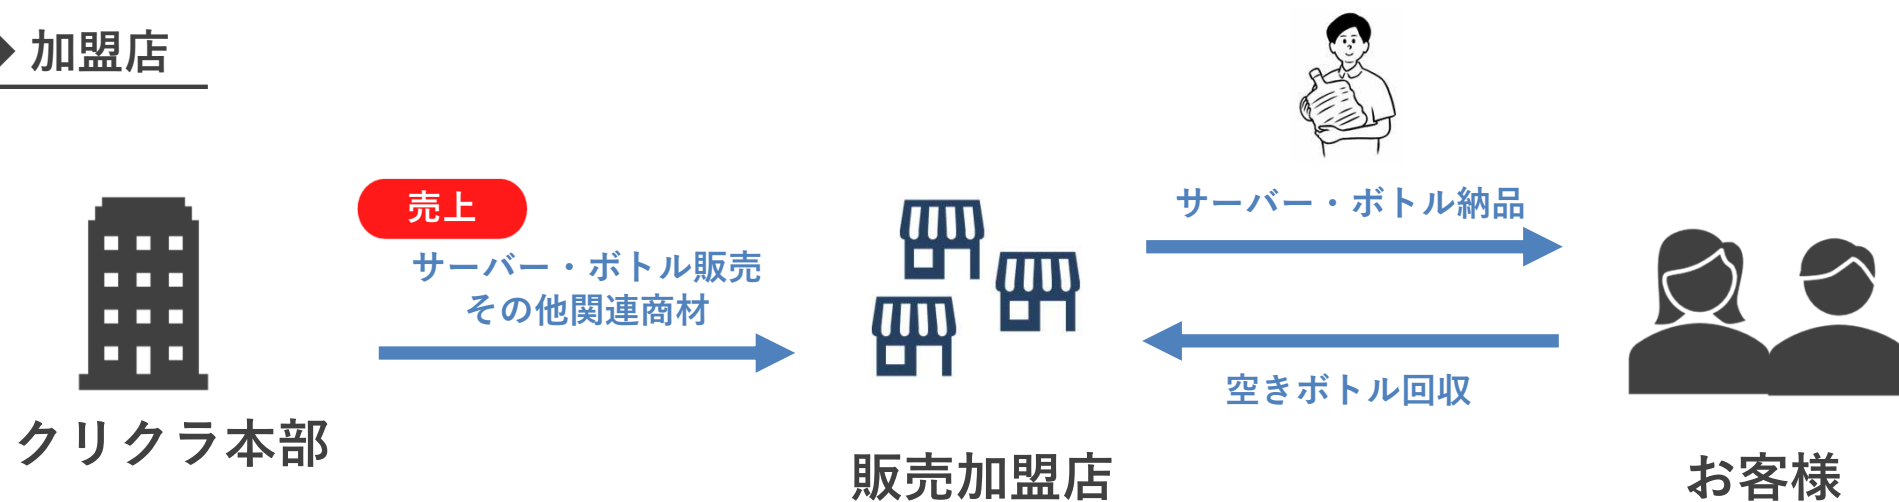 加盟店
売上
サーバー・ボトル販売
その他関連商材
サーバー・ボトル納品
空きボトル回収
クリクラ本部
販売加盟店
お客様